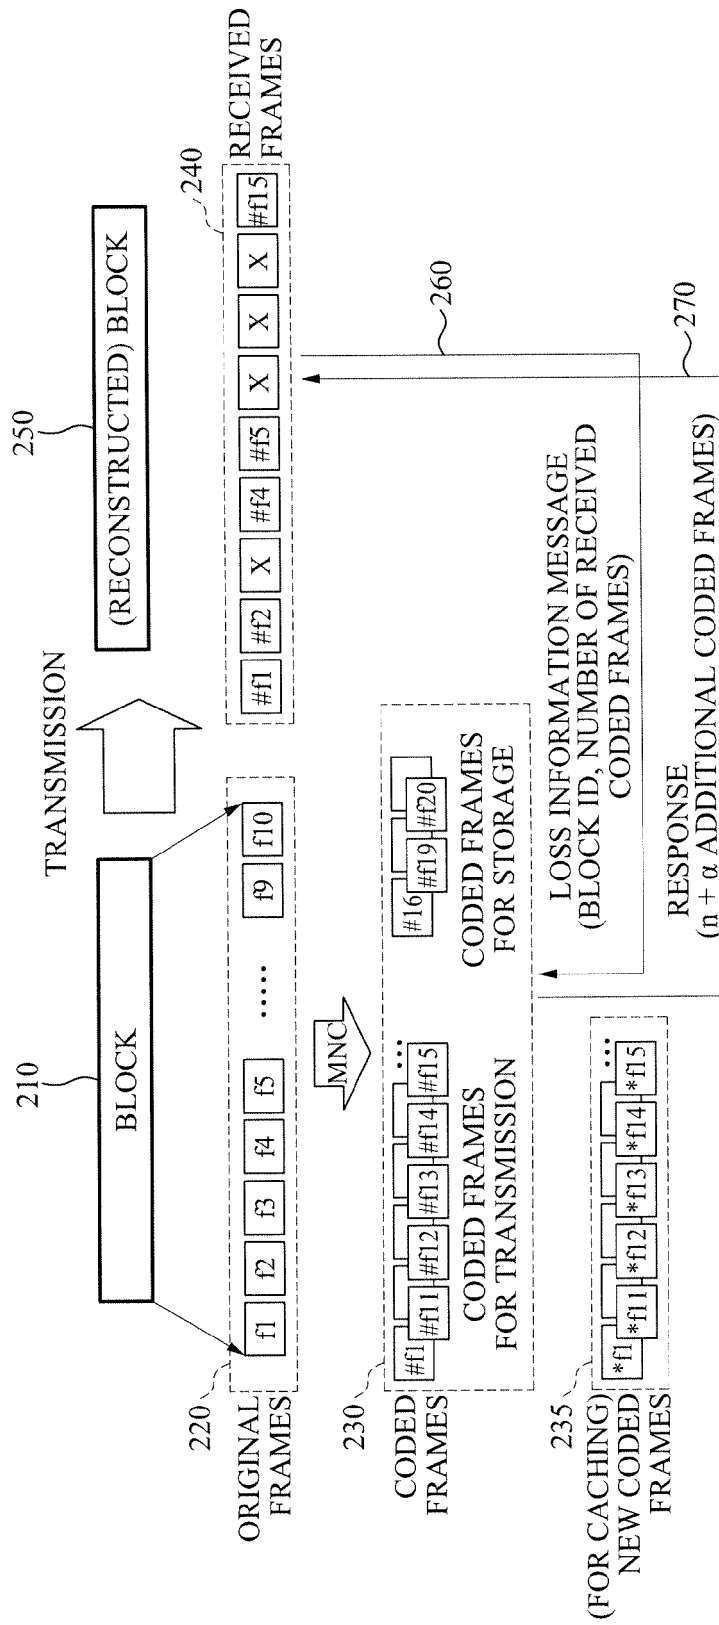 210
BLOCK
TRANSMISSION
250
(RECONSTRUCTED) BLOCK
220
ORIGINAL
FRAMES
f1 f2 f3 f4 f5 ..... f9 f10
240
RECEIVED
FRAMES
#f1 #f2 X #f4 #f5 X X X #f15
MNC
230
CODED
FRAMES
#f1 #f11 #f12 #f13 #f14 #f15 ...
CODED FRAMES
FOR TRANSMISSION
#16 #f19 #f20
CODED FRAMES
FOR STORAGE
260
LOSS INFORMATION MESSAGE
(BLOCK ID, NUMBER OF RECEIVED
CODED FRAMES)
235
(FOR CACHING)
NEW CODED
FRAMES
*f1 *f11 *f12 *f13 *f14 *f15 ...
270
RESPONSE
(n + α ADDITIONAL CODED FRAMES)